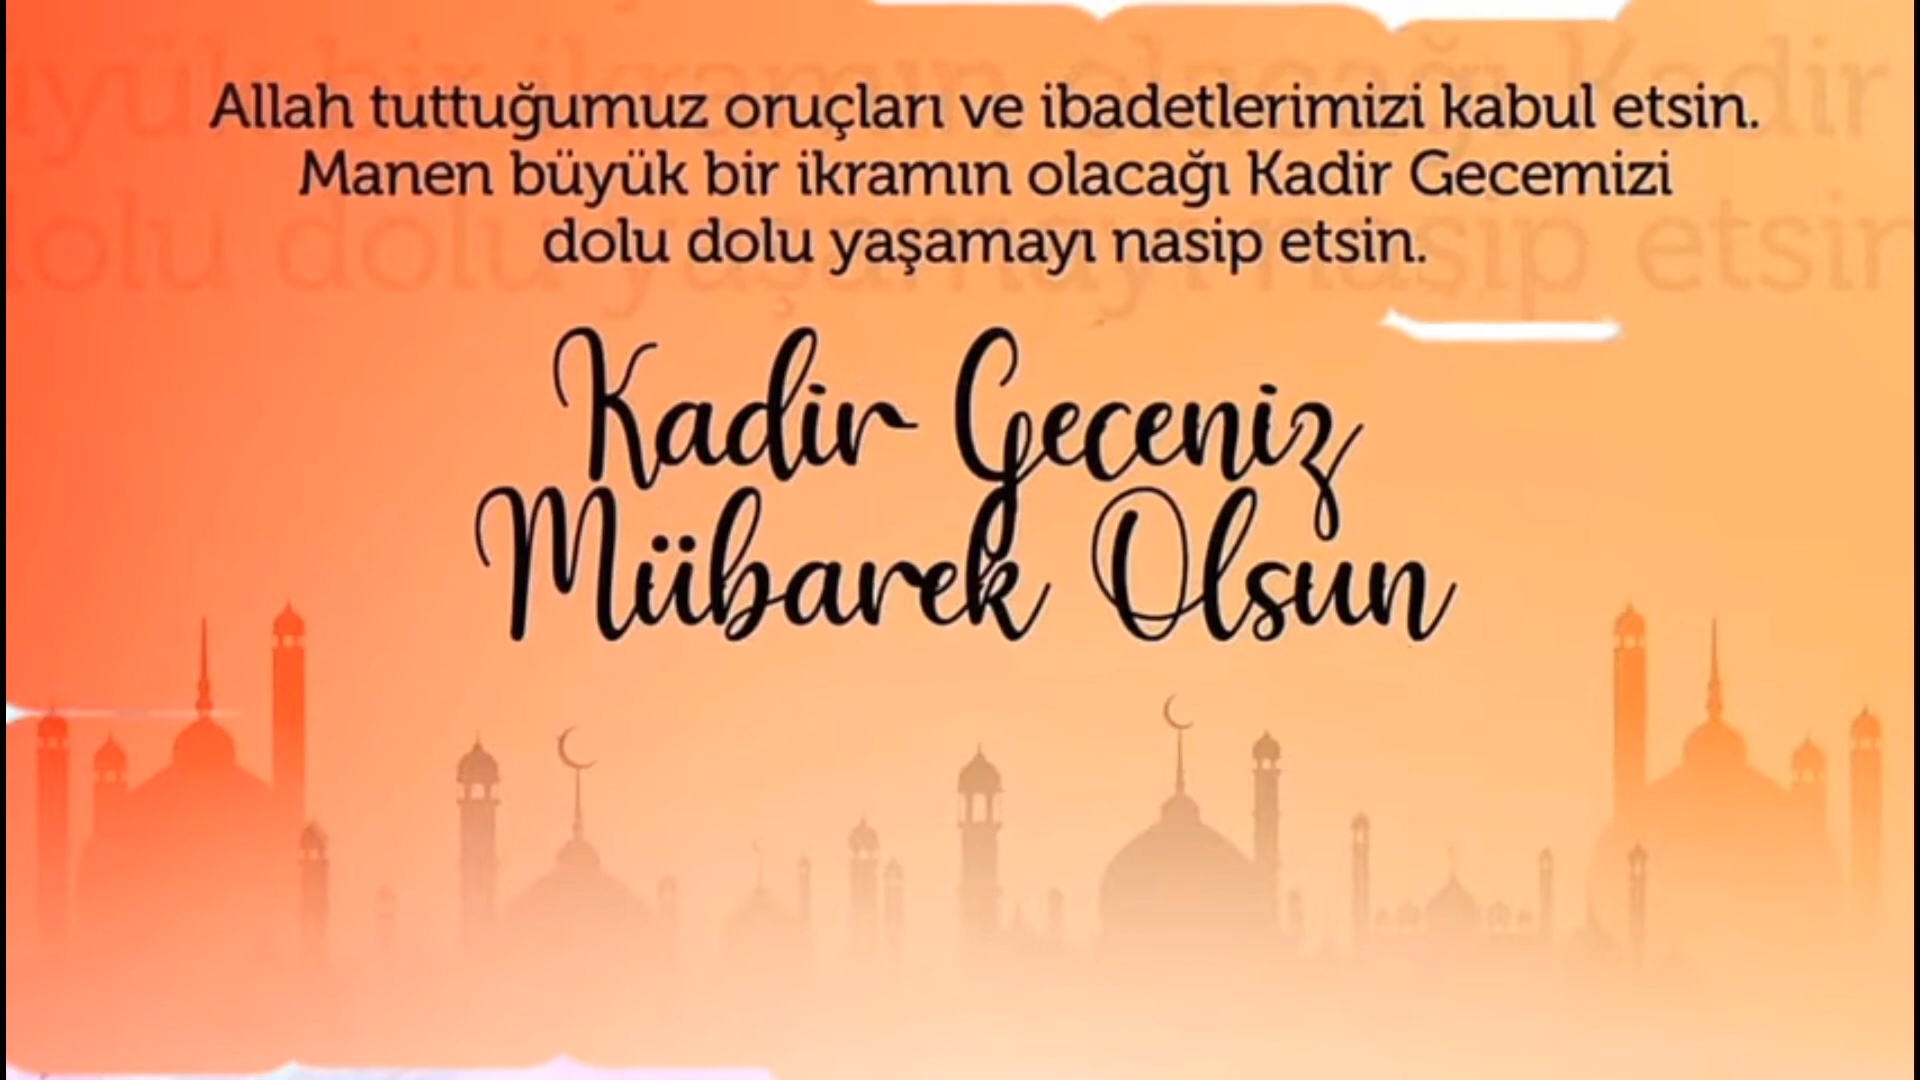 Allah tuttuğumuz oruçları ve ibadetlerimizi kabul etsin.
Manen büyük bir ikramın olacağı Kadir Gecemizi
dolu dolu yaşamayı nasip etsin.
Kadir Geceniz
Mübarek Olsun